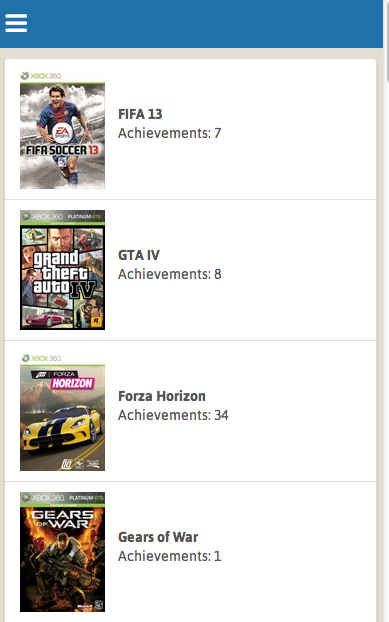 XBOX 360.
EA
SPORTS
FIFA SOCCER 13
FIFA 13
Achievements: 7
XBOX 360 PLATINUM HITS
grand
theft
auto IV
R
GTA IV
Achievements: 8
XBOX 360.
FORZA
HORIZON
Forza Horizon
Achievements: 34
XBOX 360 PLATINUM HITS
GEARS
OF WAR
Gears of War
Achievements: 1